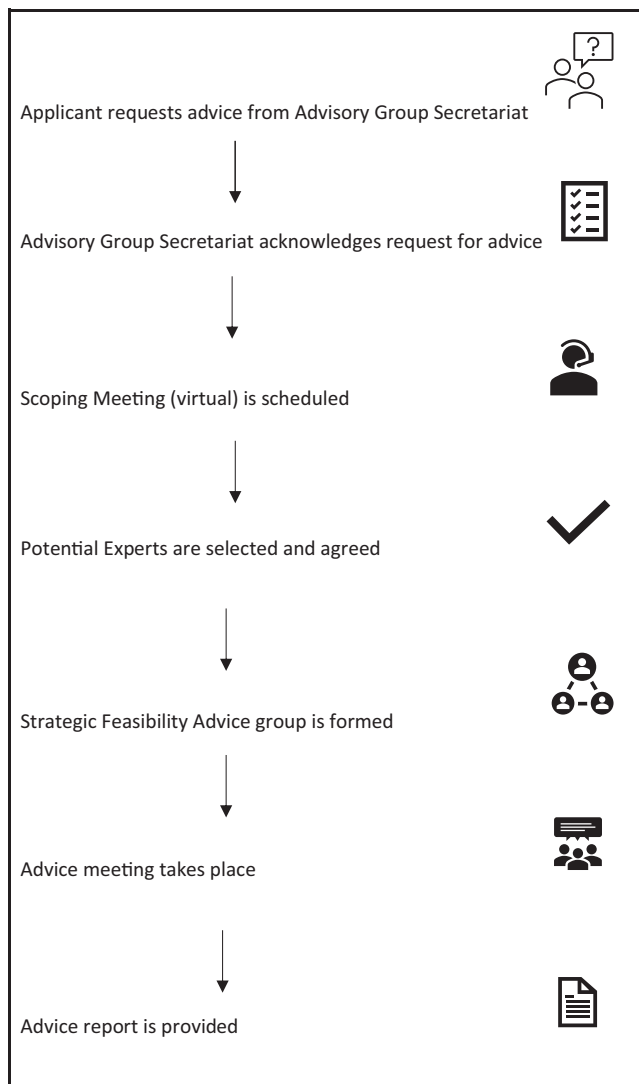 ?
Applicant requests advice from Advisory Group Secretariat
Advisory Group Secretariat acknowledges request for advice
Scoping Meeting (virtual) is scheduled
Potential Experts are selected and agreed
Strategic Feasibility Advice group is formed
Advice meeting takes place
Advice report is provided